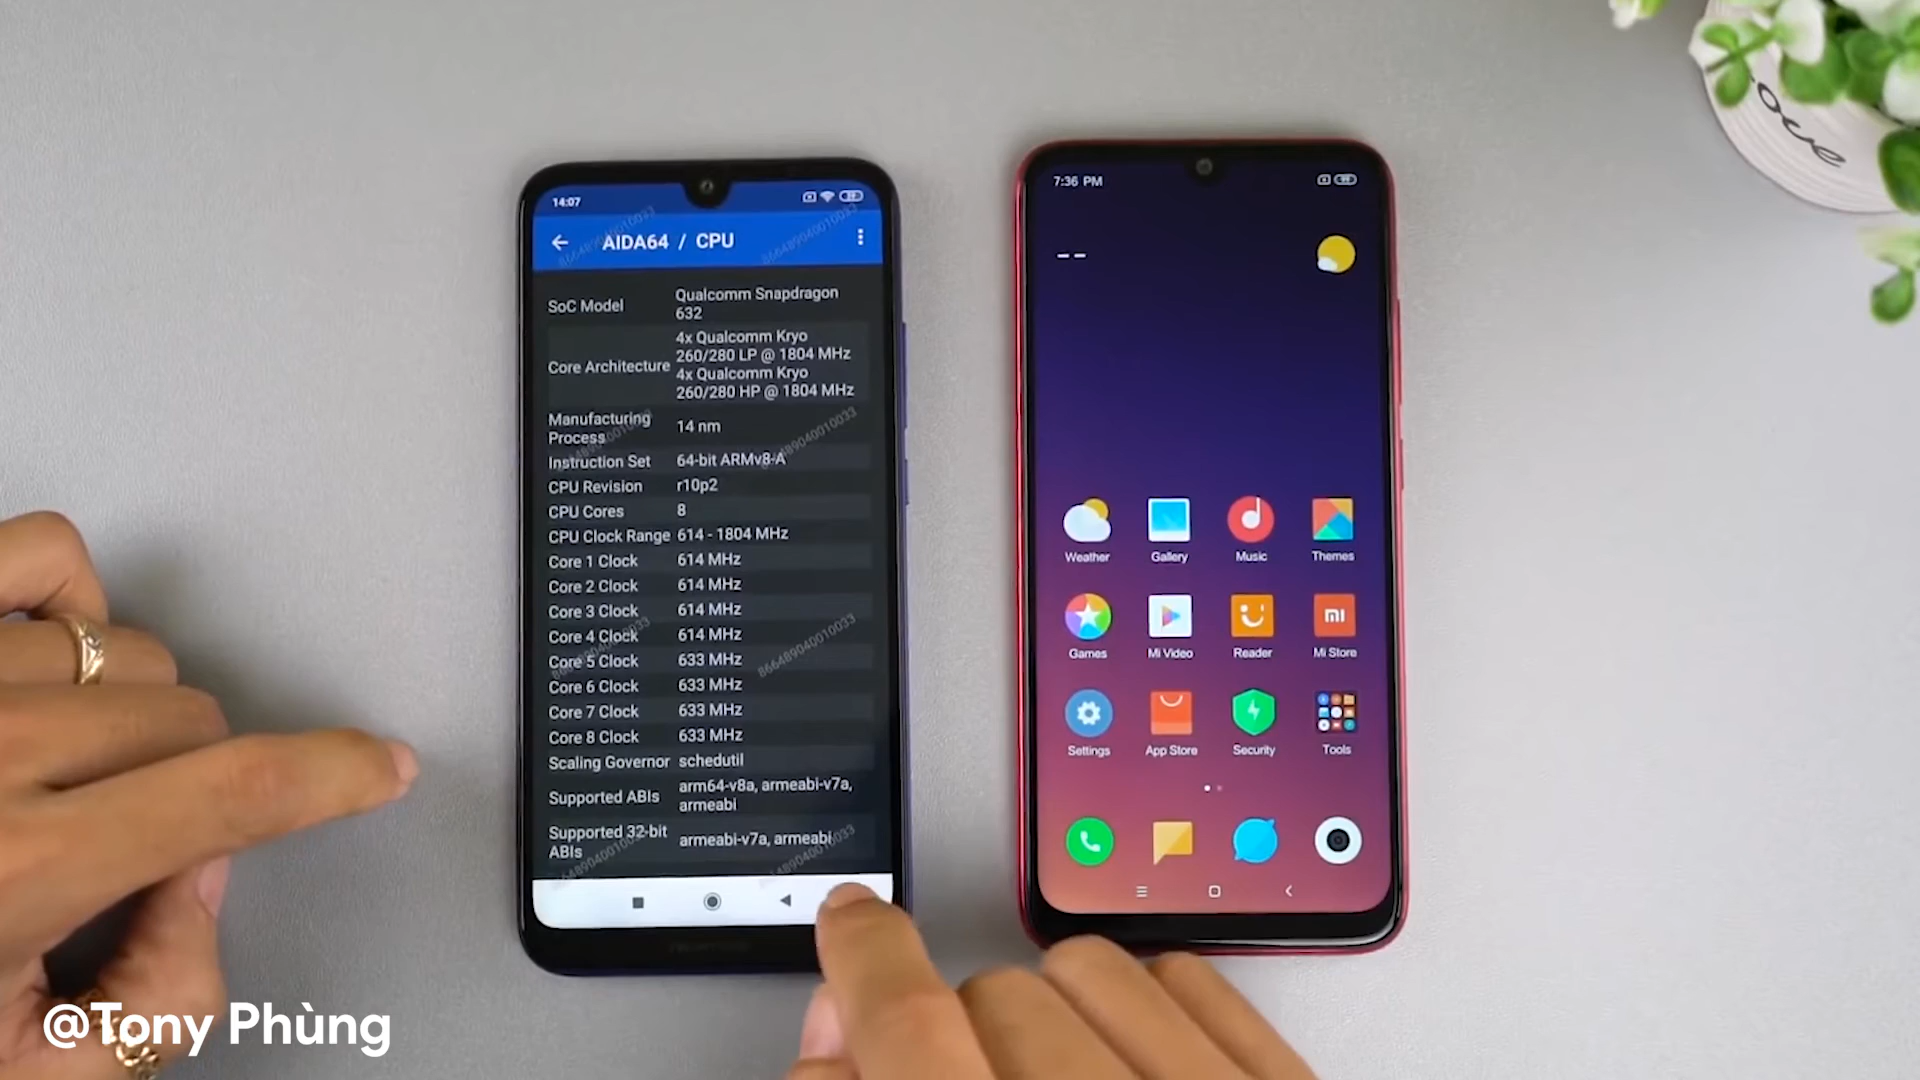 14:07
AIDA64 / CPU
SoC Model
Qualcomm Snapdragon
632
Core Architecture
4x Qualcomm Kryo
260/280 LP @ 1804 MHz
4x Qualcomm Kryo
260/280 HP @ 1804 MHz
Manufacturing
Process
14 nm
Instruction Set 64-bit ARMv8-A
CPU Revision r10p2
CPU Cores 8
CPU Clock Range 614 - 1804 MHz
Core 1 Clock 614 MHz
Core 2 Clock 614 MHz
Core 3 Clock 614 MHz
Core 4 Clock 614 MHz
Core 5 Clock 633 MHz
Core 6 Clock 633 MHz
Core 7 Clock 633 MHz
Core 8 Clock 633 MHz
Scaling Governor schedutil
Supported ABIs
arm64-v8a, armeabi-v7a,
armeabi
Supported 32-bit
ABIs
armeabi-v7a, armeabi
866489040010033
7:36 PM
Weather Gallery Music Themes
Games Mi Video Reader Mi Store
Settings App Store Security Tools
@Tony Phùng